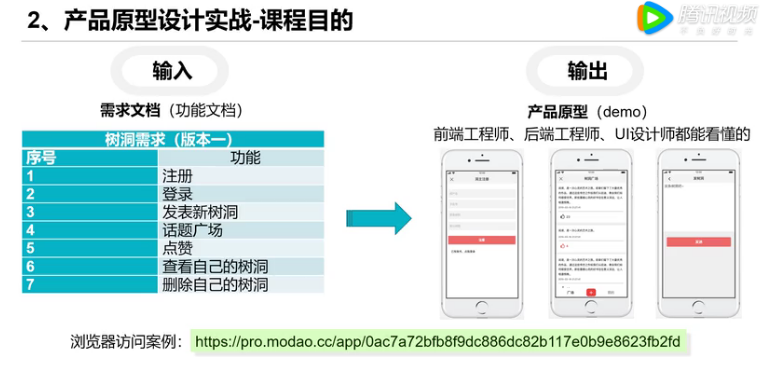 2、产品原型设计实战-课程目的
腾讯视频
输入
输出
需求文档（功能文档）
产品原型（demo）
前端工程师、后端工程师、UI设计师都能看懂的
树洞需求（版本一）
序号 功能
1 注册
2 登录
3 发表新树洞
4 话题广场
5 点赞
6 查看自己的树洞
7 删除自己的树洞
浏览器访问案例：https://pro.modao.cc/app/0ac7a72bfb8f9dc886dc82b117e0b9e8623fb2fd